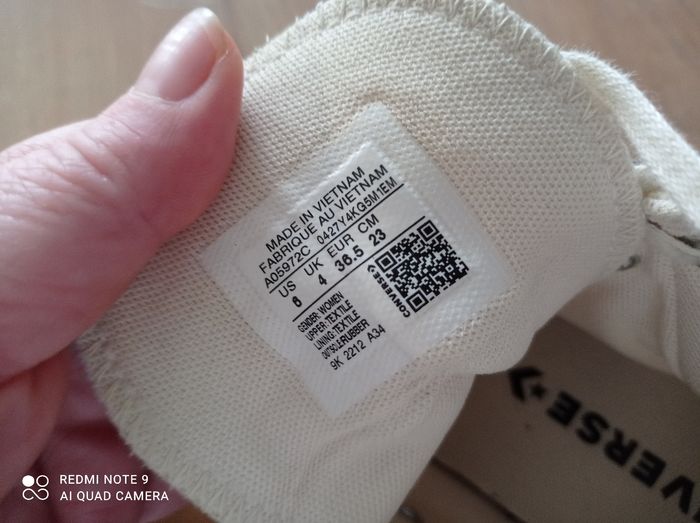 MADE IN VIETNAM
FABRIQUE AU VIETNAM
A05972C 0427Y4KG5M1EM
US UK EUR CM
6 4 36.5 23
GENDER: WOMEN
UPPER: TEXTILE
LINING: TEXTILE
OUTSOLE: RUBBER
9K 2212 A34
CONVERSE
VERSE
REDMI NOTE 9
AI QUAD CAMERA